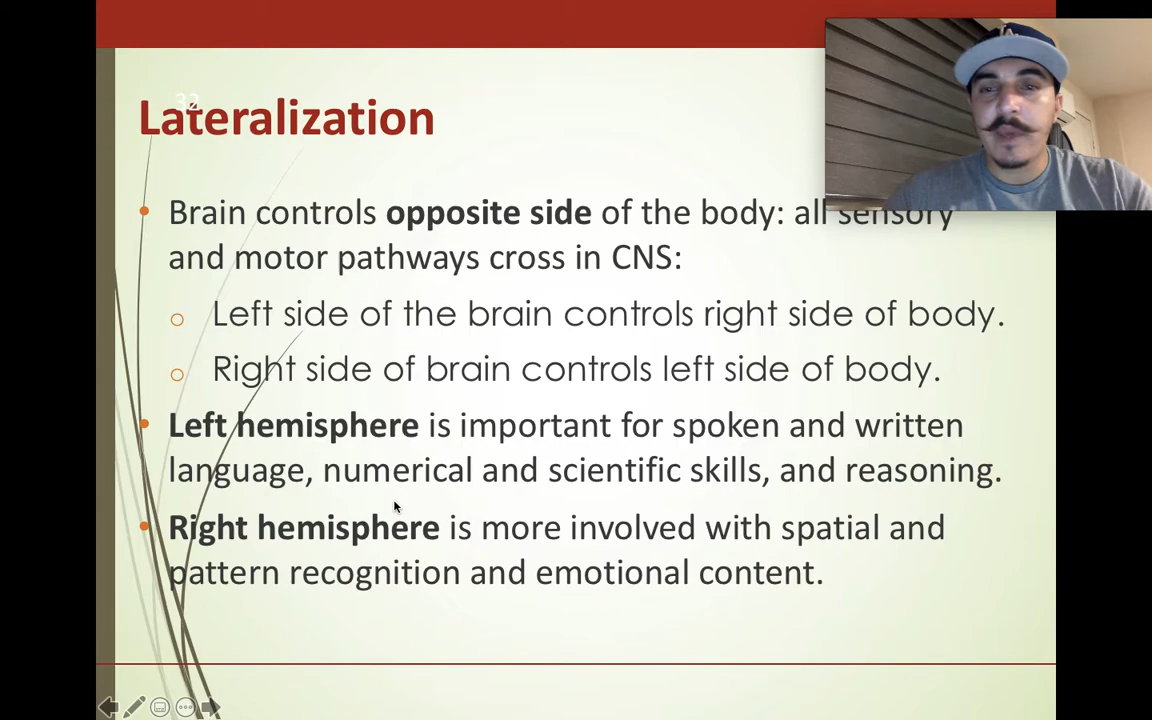 32
Lateralization
• Brain controls opposite side of the body: all sensory
and motor pathways cross in CNS:
o Left side of the brain controls right side of body.
o Right side of brain controls left side of body.
• Left hemisphere is important for spoken and written
language, numerical and scientific skills, and reasoning.
• Right hemisphere is more involved with spatial and
pattern recognition and emotional content.